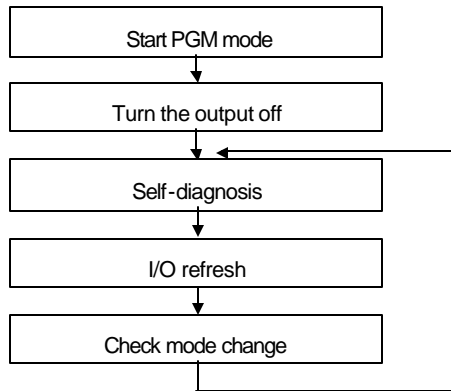 Start PGM mode
Turn the output off
Self-diagnosis
I/O refresh
Check mode change